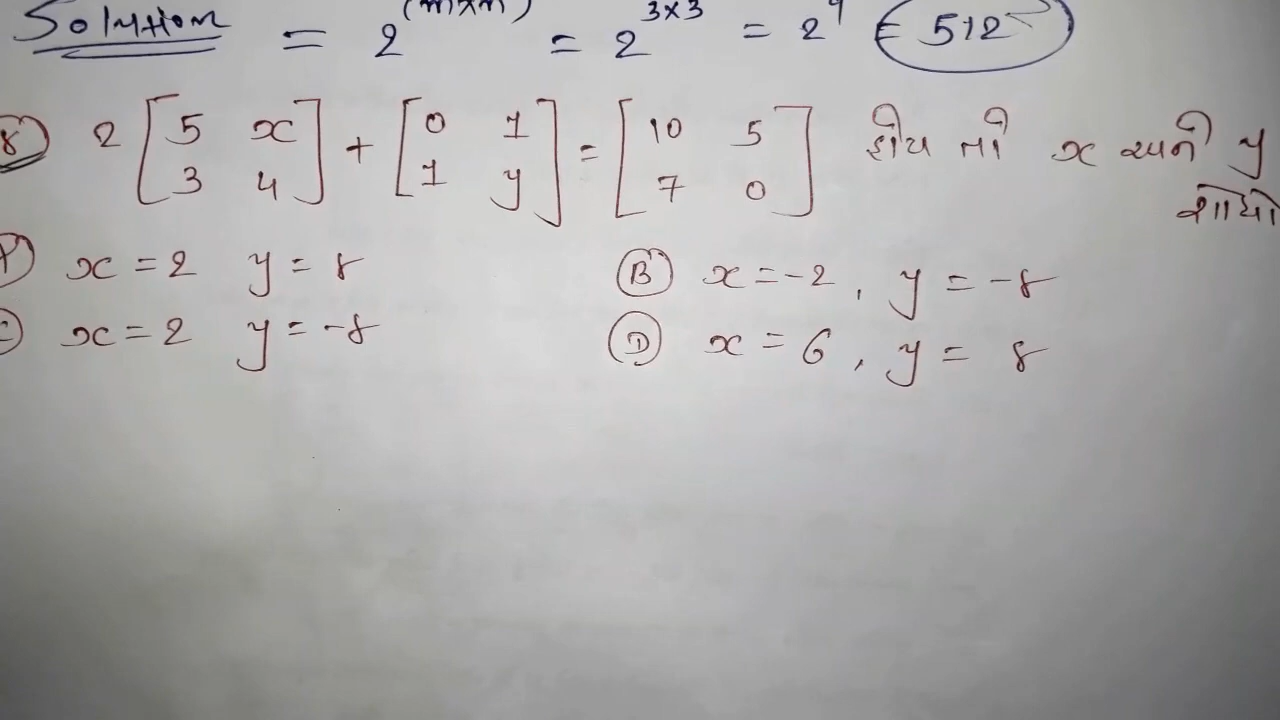 Solution = 2^(m×n) = 2^3×3 = 2^9 = 512
8) 2 [5 x 3 4] + [0 1 1 y] = [10 5 7 0] હોય તો x અને y
શોધો
A) x = 2 y = 8 (B) x = -2, y = -8
C) x = 2 y = -8 (D) x = 6, y = 8